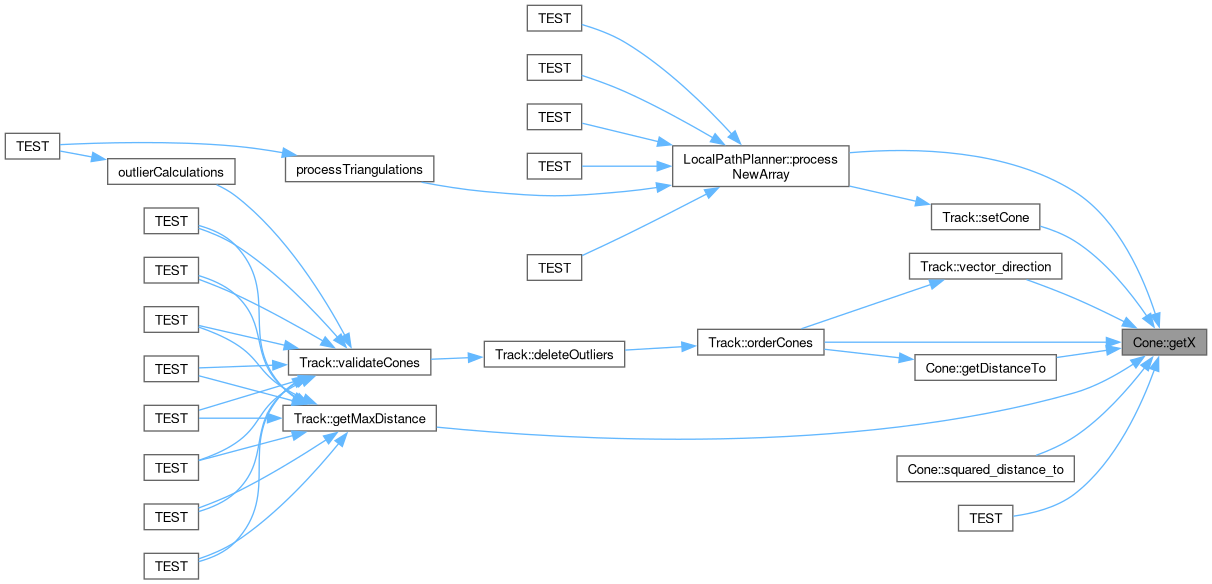 TEST
TEST
TEST
TEST
TEST
TEST
outlierCalculations
processTriangulations
LocalPathPlanner::process
NewArray
TEST
TEST
TEST
TEST
TEST
TEST
TEST
TEST
Track::setCone
Track::vector_direction
Track::validateCones
Track::deleteOutliers
Track::orderCones
Cone::getX
Cone::getDistanceTo
Track::getMaxDistance
Cone::squared_distance_to
TEST